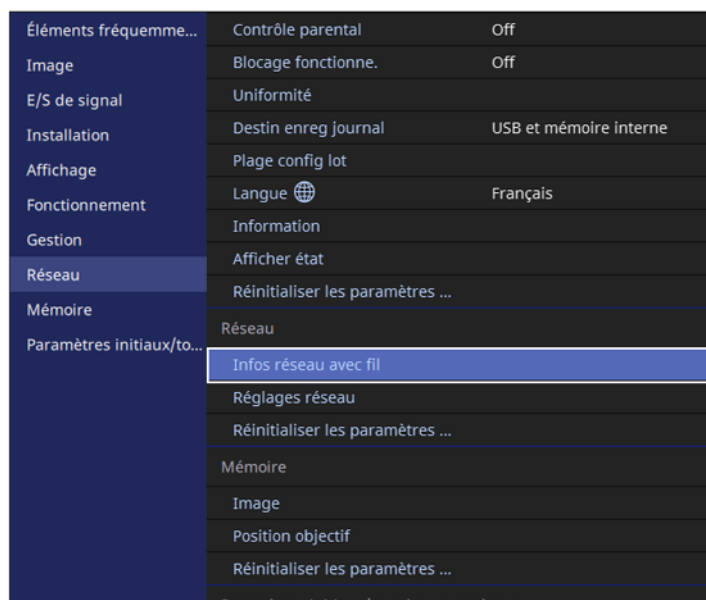 Éléments fréquemme...
Image
E/S de signal
Installation
Affichage
Fonctionnement
Gestion
Réseau
Mémoire
Paramètres initiaux/to...
Contrôle parental Off
Blocage fonctionne. Off
Uniformité
Destin enreg journal USB et mémoire interne
Plage config lot
Langue Français
Information
Afficher état
Réinitialiser les paramètres ...
Réseau
Infos réseau avec fil
Réglages réseau
Réinitialiser les paramètres ...
Mémoire
Image
Position objectif
Réinitialiser les paramètres ...